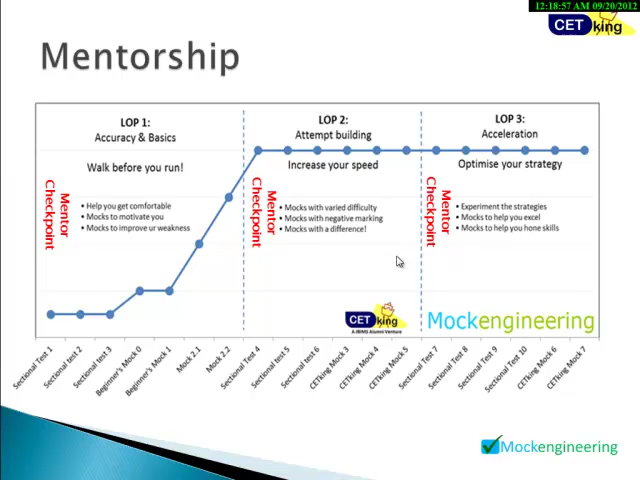 12:18:57 AM 09/20/2012
CET king
Mentorship
LOP 1:
Accuracy & Basics
Walk before you run!
Mentor
Checkpoint
• Help you get comfortable
• Mocks to motivate you
• Mocks to improve ur weakness
LOP 2:
Attempt building
Increase your speed
Mentor
Checkpoint
• Mocks with varied difficulty
• Mocks with negative marking
• Mocks with a difference!
LOP 3:
Acceleration
Optimise your strategy
Mentor
Checkpoint
• Experiment the strategies
• Mocks to help you excel
• Mocks to help you hone skills
CET king
A JBIMS Alumni Venture
Mockengineering
Sectional Test 1
Sectional test 2
Sectional test 3
Beginner's Mock 0
Beginner's Mock 1
Mock 2.1
Mock 2.2
Sectional Test 4
Sectional test 5
Sectional test 6
CETking Mock 3
CETking Mock 4
CETking Mock 5
Sectional Test 7
Sectional Test 8
Sectional Test 9
Sectional Test 10
CETking Mock 6
CETking Mock 7
Mockengineering